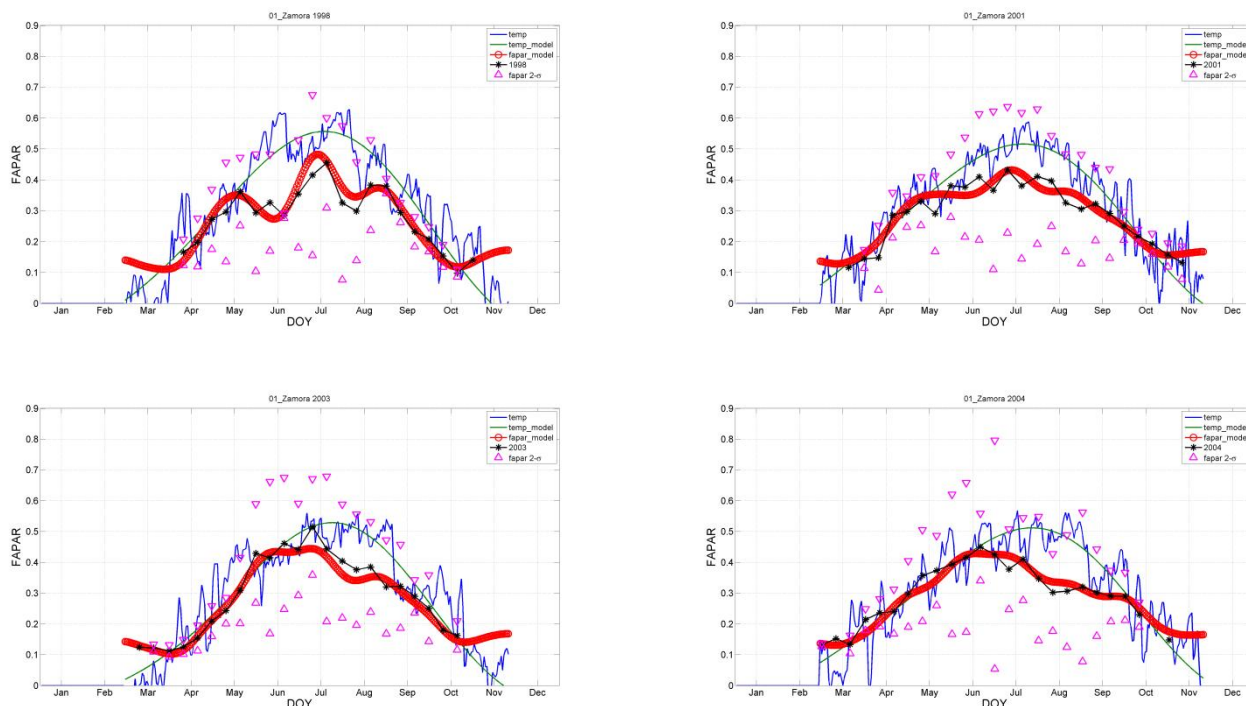 01_Zamora 1998
0.9
0.8
0.7
0.6
0.5
0.4
0.3
0.2
0.1
0
FAPAR
temp
temp_model
fapar_model
1998
fapar 2-σ
Jan Feb Mar Apr May Jun Jul Aug Sep Oct Nov Dec
DOY
01_Zamora 2001
0.9
0.8
0.7
0.6
0.5
0.4
0.3
0.2
0.1
0
FAPAR
temp
temp_model
fapar_model
2001
fapar 2-σ
Jan Feb Mar Apr May Jun Jul Aug Sep Oct Nov Dec
DOY
01_Zamora 2003
0.9
0.8
0.7
0.6
0.5
0.4
0.3
0.2
0.1
0
FAPAR
temp
temp_model
fapar_model
2003
fapar 2-σ
Jan Feb Mar Apr May Jun Jul Aug Sep Oct Nov Dec
DOY
01_Zamora 2004
0.9
0.8
0.7
0.6
0.5
0.4
0.3
0.2
0.1
0
FAPAR
temp
temp_model
fapar_model
2004
fapar 2-σ
Jan Feb Mar Apr May Jun Jul Aug Sep Oct Nov Dec
DOY